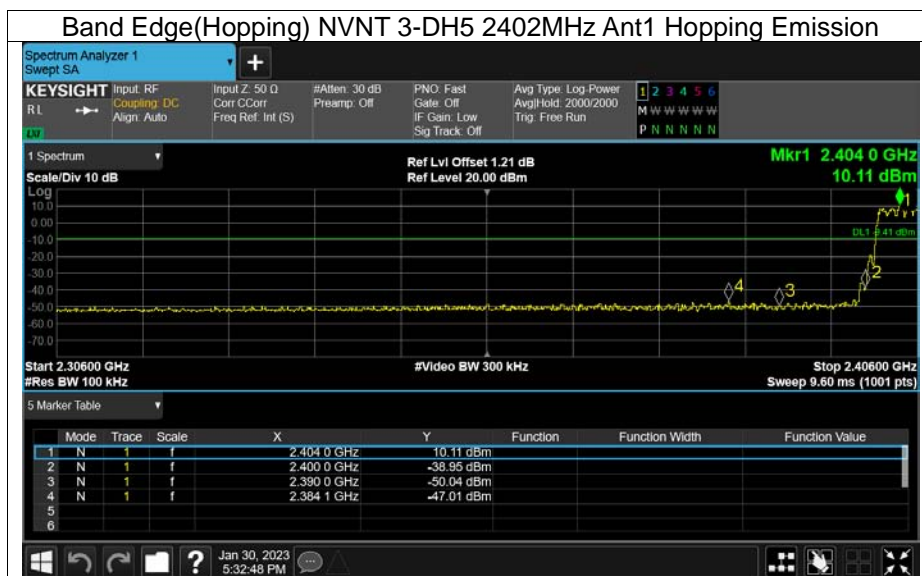 Band Edge(Hopping) NVNT 3-DH5 2402MHz Ant1 Hopping Emission
Spectrum Analyzer 1
Swept SA
+
KEYSIGHT
R L
LXI
Input: RF
Coupling: DC
Align: Auto
Input Z: 50 Ω
Corr CCorr
Freq Ref: Int (S)
#Atten: 30 dB
Preamp: Off
PNO: Fast
Gate: Off
IF Gain: Low
Sig Track: Off
Avg Type: Log-Power
Avg|Hold: 2000/2000
Trig: Free Run
1 2 3 4 5 6
M W W W W W
P N N N N N
1 Spectrum
Scale/Div 10 dB
Ref Lvl Offset 1.21 dB
Ref Level 20.00 dBm
Mkr1 2.404 0 GHz
10.11 dBm
Log
10.0
0.00
-10.0
-20.0
-30.0
-40.0
-50.0
-60.0
-70.0
1
DL1 -9.41 dBm
2
3
4
Start 2.30600 GHz
#Res BW 100 kHz
#Video BW 300 kHz
Stop 2.40600 GHz
Sweep 9.60 ms (1001 pts)
5 Marker Table
Mode Trace Scale X Y Function Function Width Function Value
1 N 1 f 2.404 0 GHz 10.11 dBm
2 N 1 f 2.400 0 GHz -38.95 dBm
3 N 1 f 2.390 0 GHz -50.04 dBm
4 N 1 f 2.384 1 GHz -47.01 dBm
5
6
?
Jan 30, 2023
5:32:48 PM